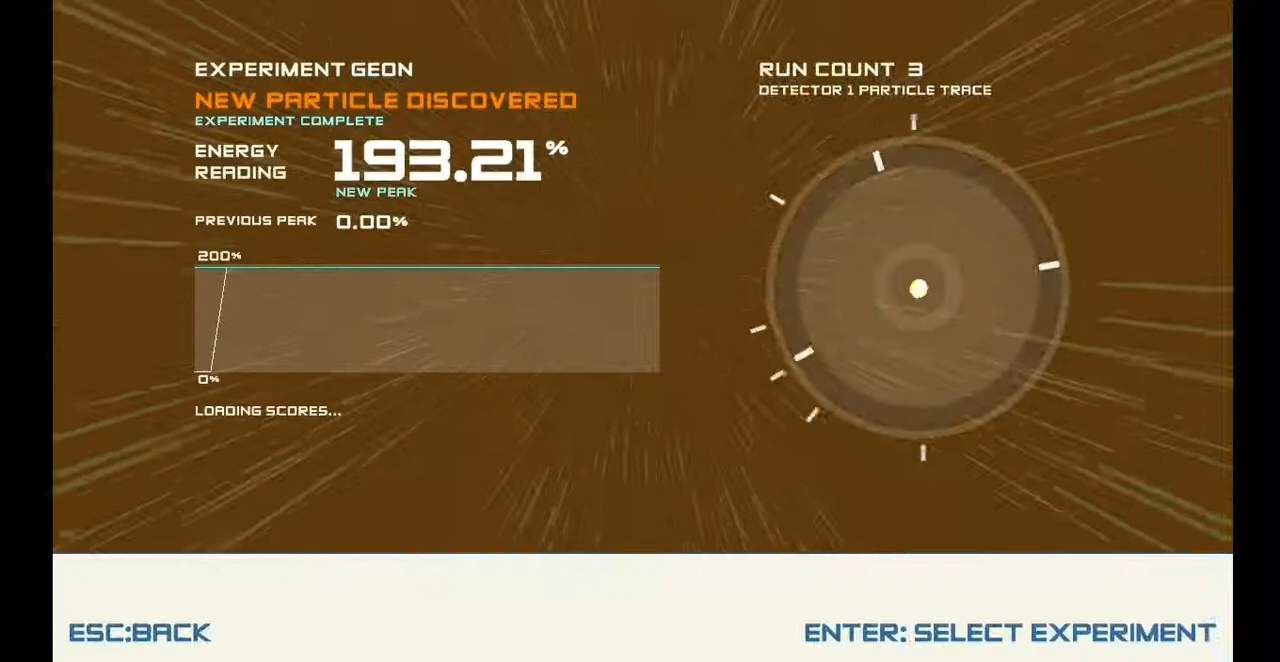 EXPERIMENT GEON
NEW PARTICLE DISCOVERED
EXPERIMENT COMPLETE
ENERGY READING 193.21%
NEW PEAK
PREVIOUS PEAK 0.00%
200%
0%
LOADING SCORES...
RUN COUNT 3
DETECTOR 1 PARTICLE TRACE
ESC:BACK
ENTER: SELECT EXPERIMENT